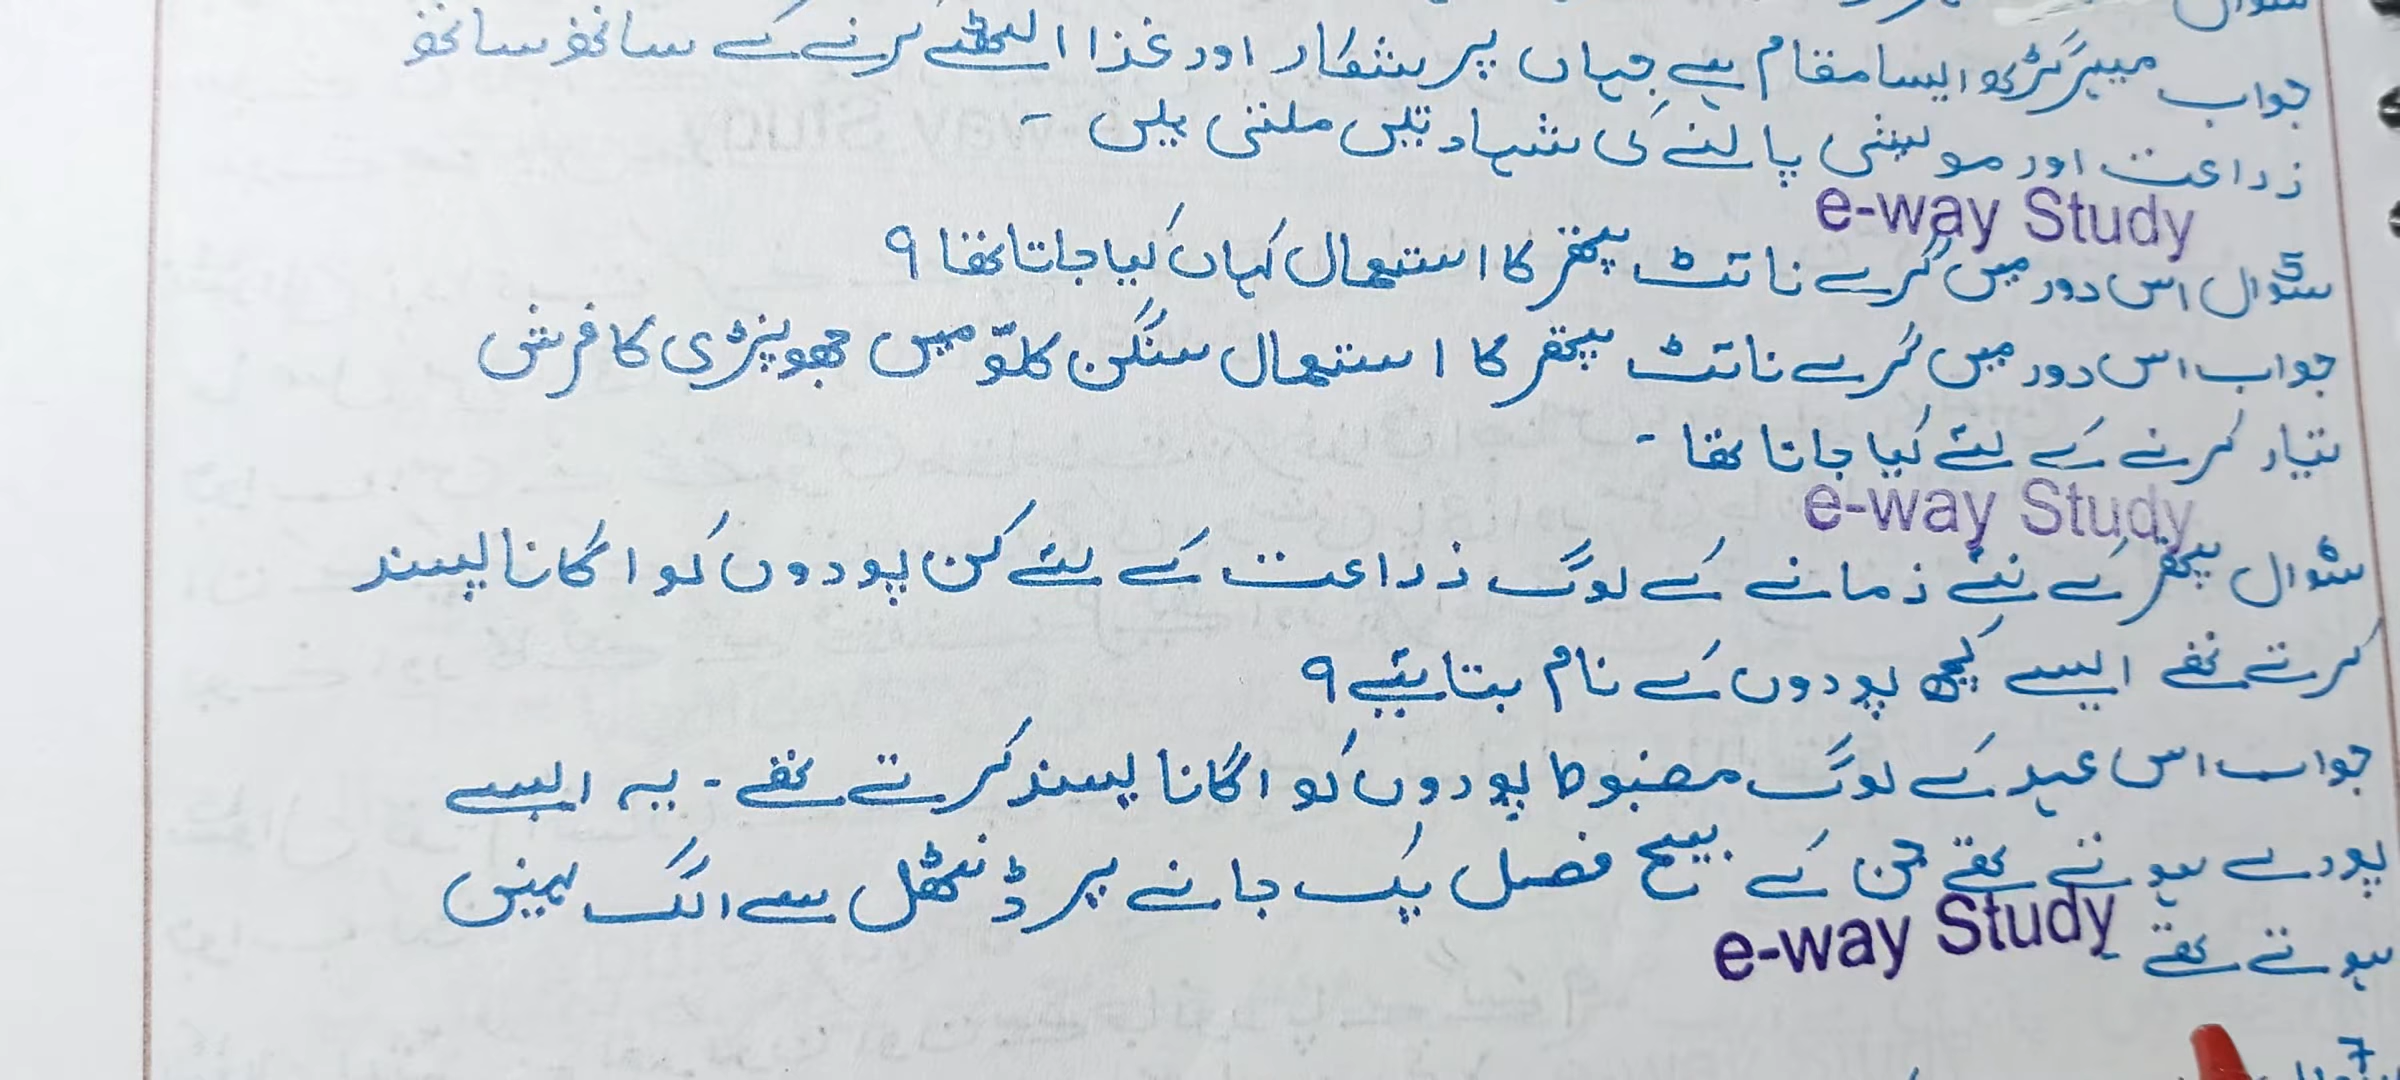 سوال
جواب میہرگڑھ ایسا مقام ہے جہاں پر شکار اور غذا اکھٹے کرنے کے ساتھ ساتھ
زراعت اور مویشی پالنے کی شہادتیں ملتی ہیں -
e-way Study
سوال 5 اس دور میں گرے نائٹ پتھر کا استعمال کہاں کیا جاتا تھا ؟
جواب اس دور میں گرے نائٹ پتھر کا استعمال سنگن کلوّ میں جھونپڑی کا فرش
تیار کرنے کے لئے کیا جاتا تھا -
e-way Study
سوال 6 پتھر کے نئے زمانے کے لوگ ذراعت کے لئے کن پودوں کو اگانا پسند
کرتے تھے ایسے کچھ پودوں کے نام بتائیے ؟
جواب اس عہد کے لوگ مضبوط پودوں کو اگانا پسند کرتے تھے - یہ ایسے
پودے ہوتے تھے جن کے بیج فصل پک جانے پر ڈنٹھل سے الگ نہیں
ہوتے تھے -
e-way Study
7